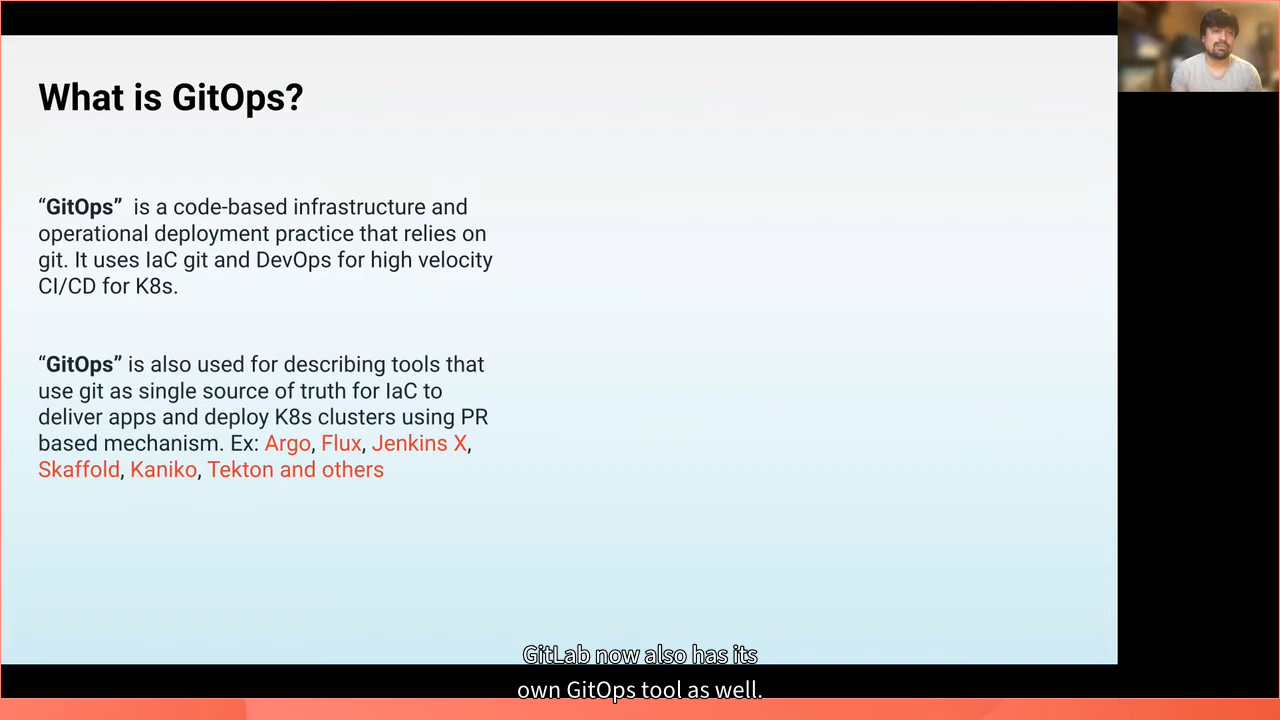 What is GitOps?
“GitOps”  is a code-based infrastructure and
operational deployment practice that relies on
git. It uses IaC git and DevOps for high velocity
CI/CD for K8s.
“GitOps” is also used for describing tools that
use git as single source of truth for IaC to
deliver apps and deploy K8s clusters using PR
based mechanism. Ex: Argo, Flux, Jenkins X,
Skaffold, Kaniko, Tekton and others
GitLab now also has its
own GitOps tool as well.